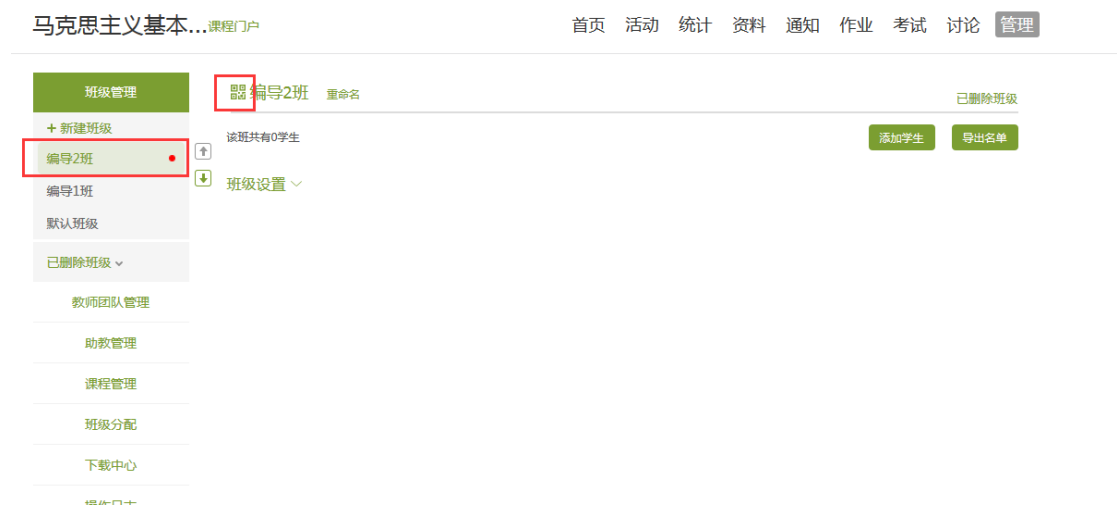 马克思主义基本...课程门户
首页 活动 统计 资料 通知 作业 考试 讨论 管理
班级管理
+ 新建班级
编导2班
编导1班
默认班级
已删除班级
教师团队管理
助教管理
课程管理
班级分配
下载中心
操作日志
编导2班 重命名
已删除班级
该班共有0学生
添加学生 导出名单
班级设置